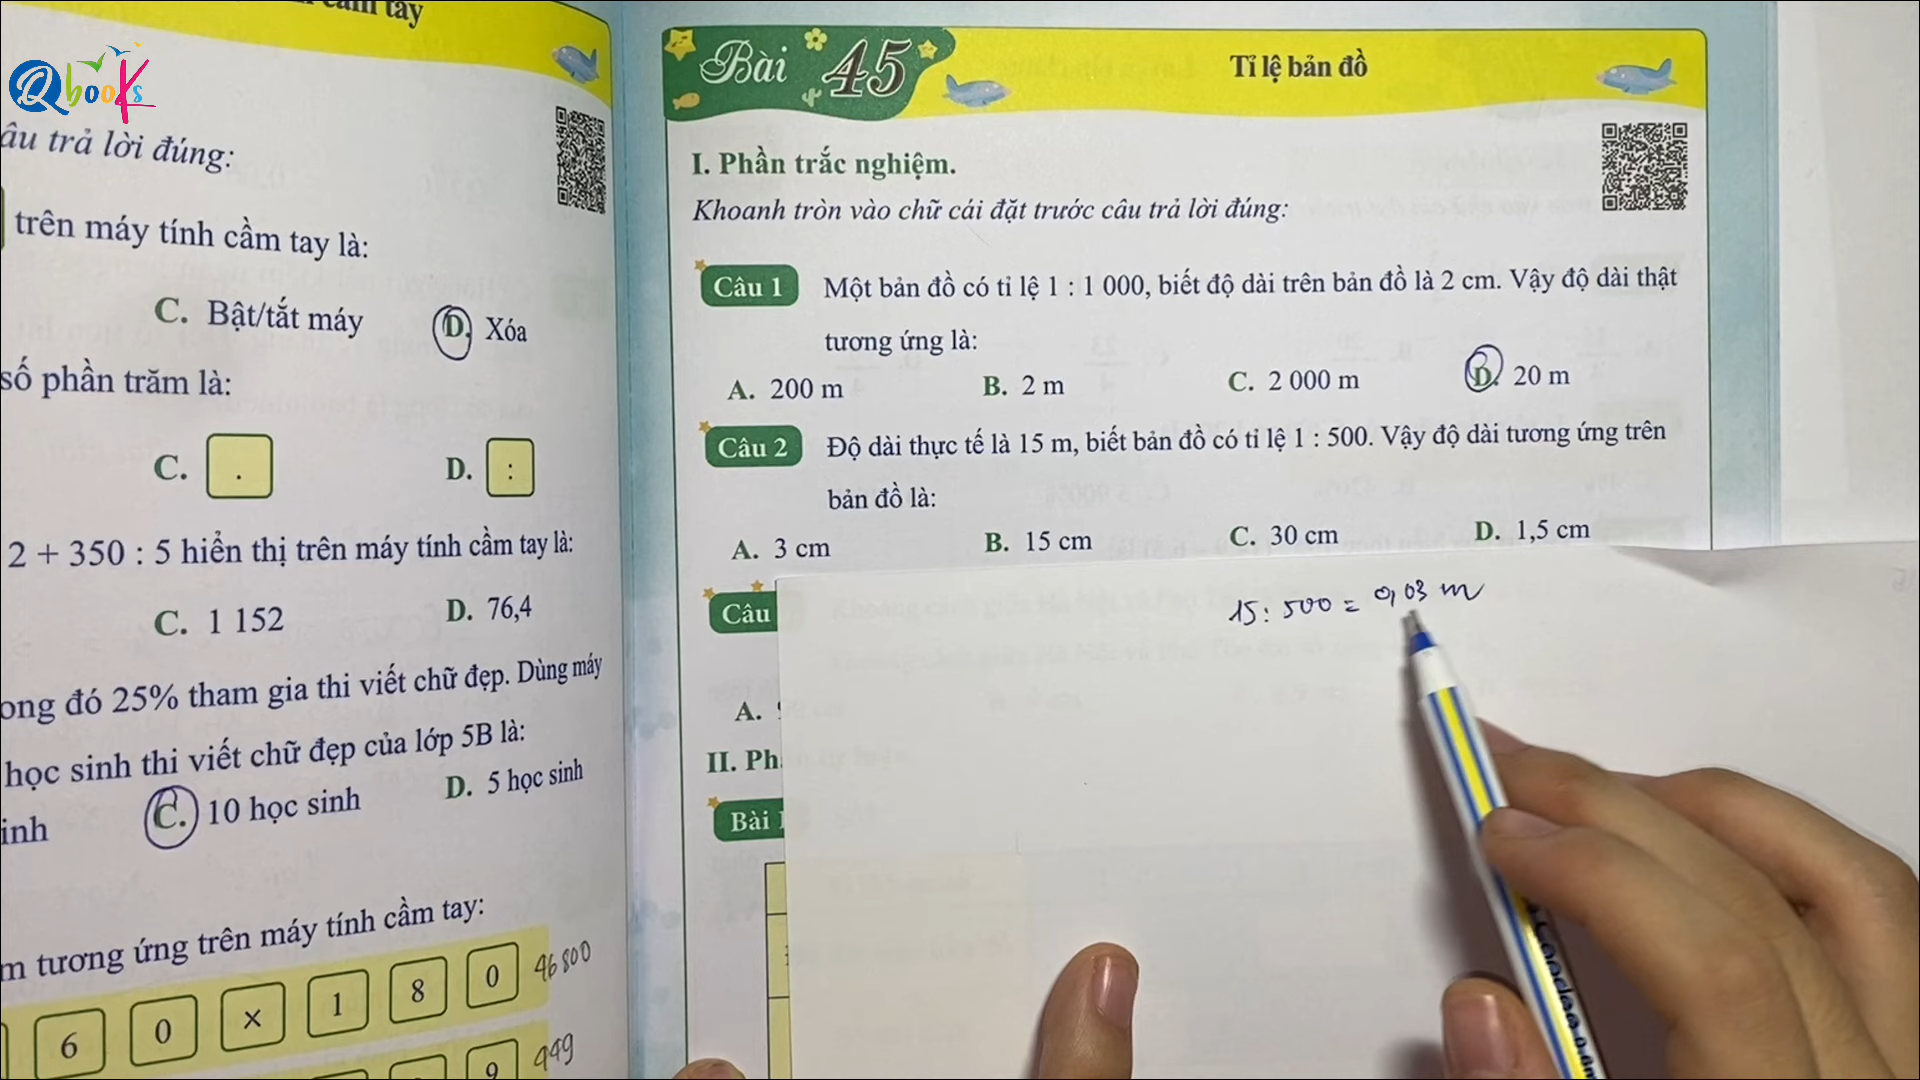 Qbooks
cầm tay
câu trả lời đúng:
trên máy tính cầm tay là:
C. Bật/tắt máy
D. Xóa
số phần trăm là:
C. .
D. :
2 + 350 : 5 hiển thị trên máy tính cầm tay là:
C. 1 152
D. 76,4
ong đó 25% tham gia thi viết chữ đẹp. Dùng máy
học sinh thi viết chữ đẹp của lớp 5B là:
inh
C. 10 học sinh
D. 5 học sinh
m tương ứng trên máy tính cầm tay:
6 0 × 1 8 0 46800
9 449
Bài 45
Tỉ lệ bản đồ
I. Phần trắc nghiệm.
Khoanh tròn vào chữ cái đặt trước câu trả lời đúng:
Câu 1 Một bản đồ có tỉ lệ 1 : 1 000, biết độ dài trên bản đồ là 2 cm. Vậy độ dài thật
tương ứng là:
A. 200 m B. 2 m C. 2 000 m D. 20 m
Câu 2 Độ dài thực tế là 15 m, biết bản đồ có tỉ lệ 1 : 500. Vậy độ dài tương ứng trên
bản đồ là:
A. 3 cm B. 15 cm C. 30 cm D. 1,5 cm
15 : 500 = 0,03 m
Câu
A.
II. Ph
Bài 1